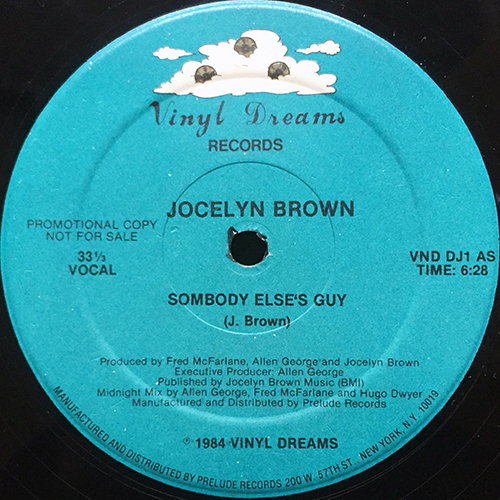 Vinyl Dreams
RECORDS
JOCELYN BROWN
PROMOTIONAL COPY
NOT FOR SALE
33⅓
VOCAL
VND DJ1 AS
TIME: 6:28
SOMBODY ELSE'S GUY
(J. Brown)
Produced by Fred McFarlane, Allen George and Jocelyn Brown
Executive Producer: Allen George
Published by Jocelyn Brown Music (BMI)
Midnight Mix by Allen George, Fred McFarlane and Hugo Dwyer
Manufactured and Distributed by Prelude Records
℗ 1984 VINYL DREAMS
MANUFACTURED AND DISTRIBUTED BY PRELUDE RECORDS 200 W. 57TH ST. NEW YORK, N.Y. 10019